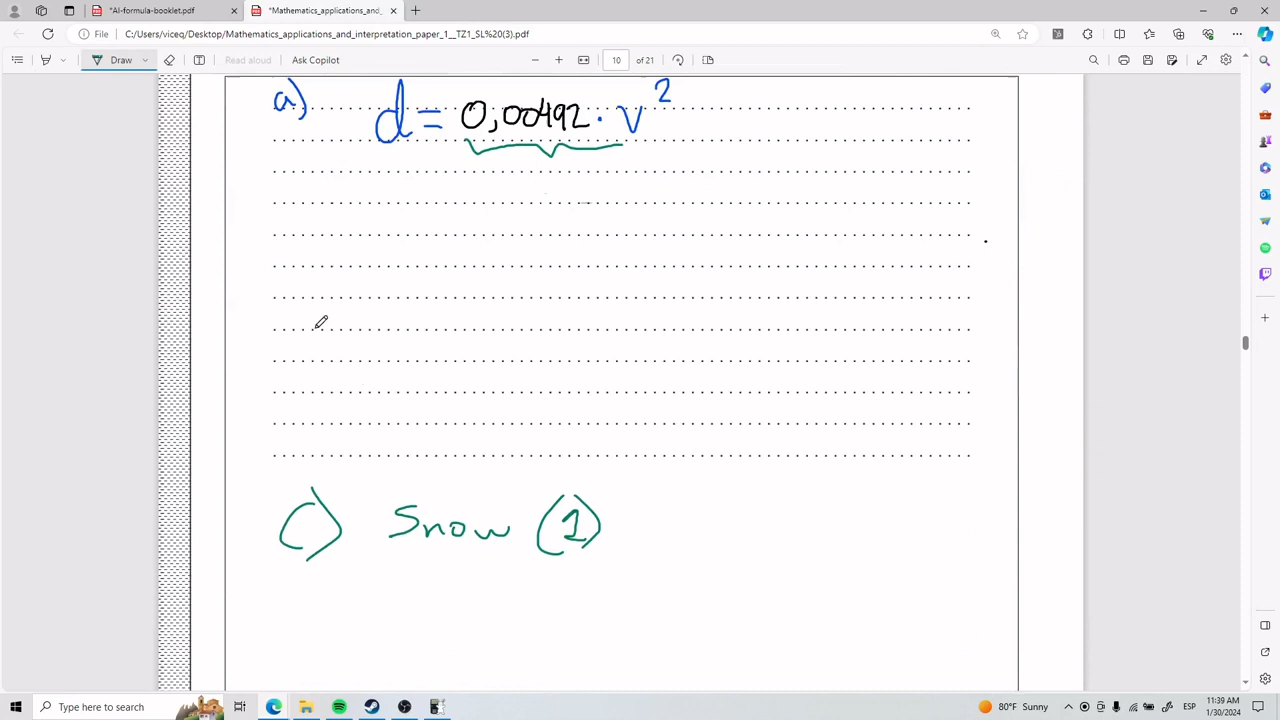 *AI-formula-booklet.pdf
*Mathematics_applications_and_
File
C:/Users/viceq/Desktop/Mathematics_applications_and_interpretation_paper_1__TZ1_SL%20(3).pdf
Draw
Read aloud
Ask Copilot
10
of 21
a) d = 0,00492 · v²
c) Snow (1)
Type here to search
80°F Sunny
ESP
11:39 AM
1/30/2024